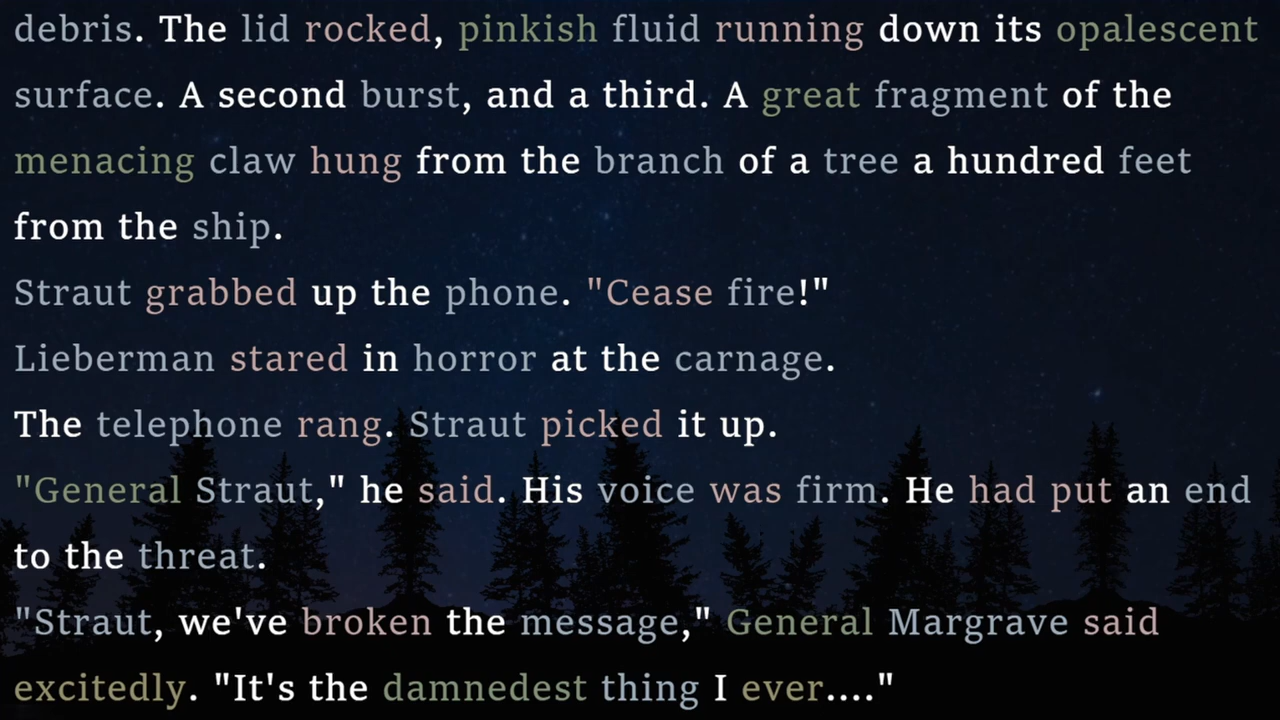 debris. The lid rocked, pinkish fluid running down its opalescent
surface. A second burst, and a third. A great fragment of the
menacing claw hung from the branch of a tree a hundred feet
from the ship.
Straut grabbed up the phone. "Cease fire!"
Lieberman stared in horror at the carnage.
The telephone rang. Straut picked it up.
"General Straut," he said. His voice was firm. He had put an end
to the threat.
"Straut, we've broken the message," General Margrave said
excitedly. "It's the damnedest thing I ever...."